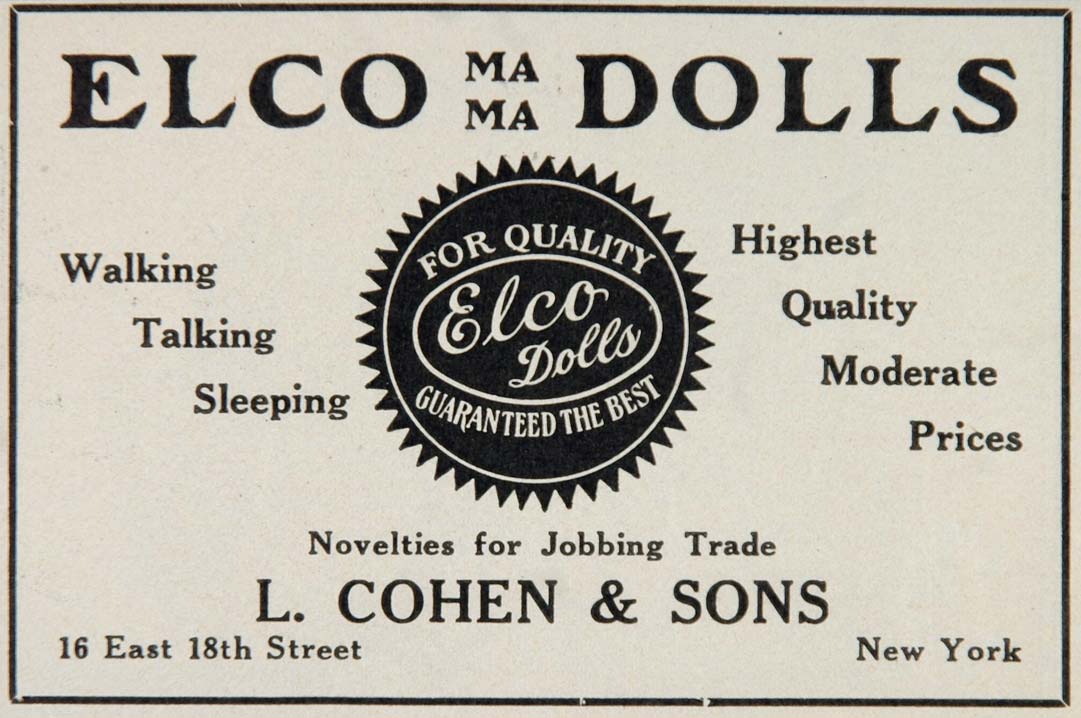 ELCO MA MA DOLLS
FOR QUALITY
Elco
Dolls
GUARANTEED THE BEST
Walking
Talking
Sleeping
Highest
Quality
Moderate
Prices
Novelties for Jobbing Trade
L. COHEN & SONS
16 East 18th Street New York